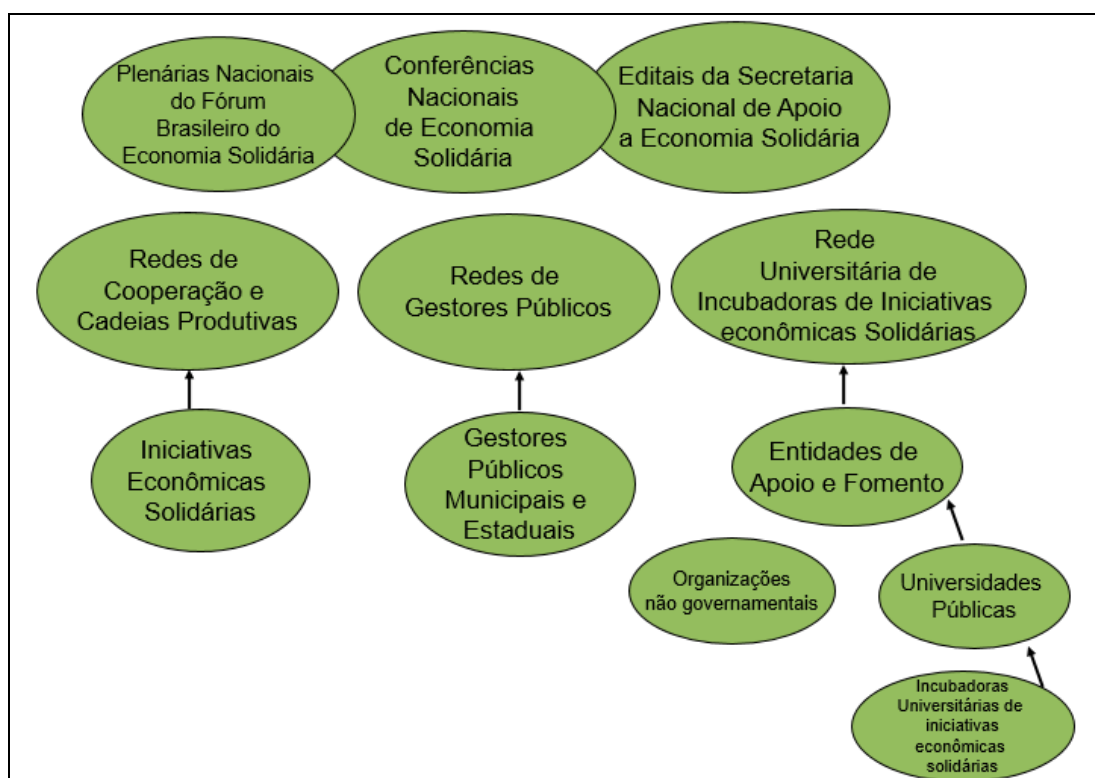 Plenárias Nacionais
do Fórum
Brasileiro do
Economia Solidária
Conferências
Nacionais
de Economia
Solidária
Editais da Secretaria
Nacional de Apoio
a Economia Solidária
Redes de
Cooperação e
Cadeias Produtivas
Redes de
Gestores Públicos
Rede
Universitária de
Incubadoras de Iniciativas
econômicas Solidárias
Iniciativas
Econômicas
Solidárias
Gestores
Públicos
Municipais e
Estaduais
Entidades de
Apoio e Fomento
Organizações
não governamentais
Universidades
Públicas
Incubadoras
Universitárias de
iniciativas
econômicas
solidárias